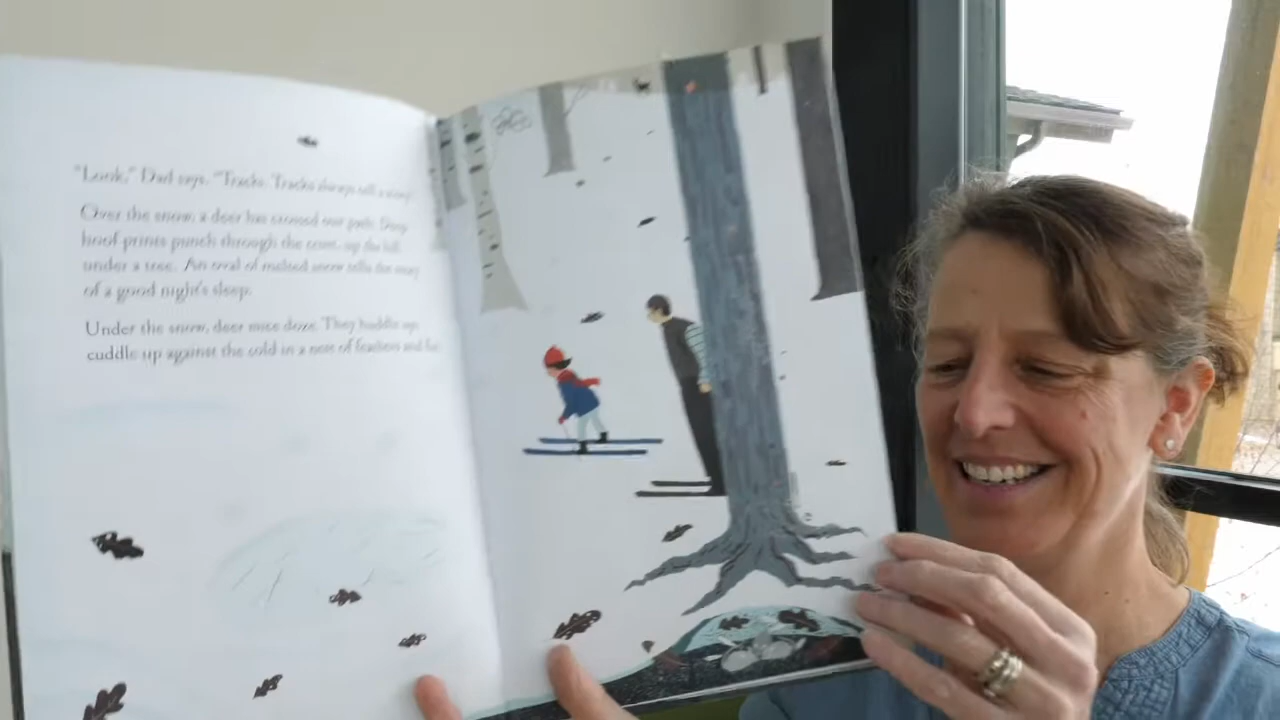 "Look," Dad says. "Tracks. Tracks always tell a story."
Over the snow, a deer has crossed our path. Deep
hoof prints punch through the crust, up the hill,
under a tree. An oval of melted snow tells the story
of a good night's sleep.
Under the snow, deer mice doze. They huddle up,
cuddle up against the cold in a nest of feathers and fur.